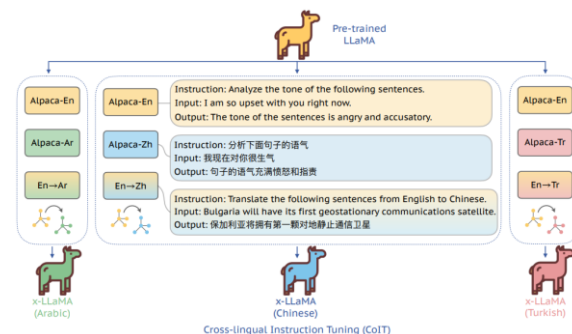 Pre-trained
LLaMA
Alpaca-En
Alpaca-Ar
En→Ar
x-LLaMA
(Arabic)
Alpaca-En
Instruction: Analyze the tone of the following sentences.
Input: I am so upset with you right now.
Output: The tone of the sentences is angry and accusatory.
Alpaca-Zh
Instruction: 分析下面句子的语气
Input: 我现在对你很生气
Output: 句子的语气充满愤怒和指责
En→Zh
Instruction: Translate the following sentences from English to Chinese.
Input: Bulgaria will have its first geostationary communications satellite.
Output: 保加利亚将拥有第一颗对地静止通信卫星
x-LLaMA
(Chinese)
Alpaca-En
Alpaca-Tr
En→Tr
x-LLaMA
(Turkish)
Cross-lingual Instruction Tuning (CoIT)